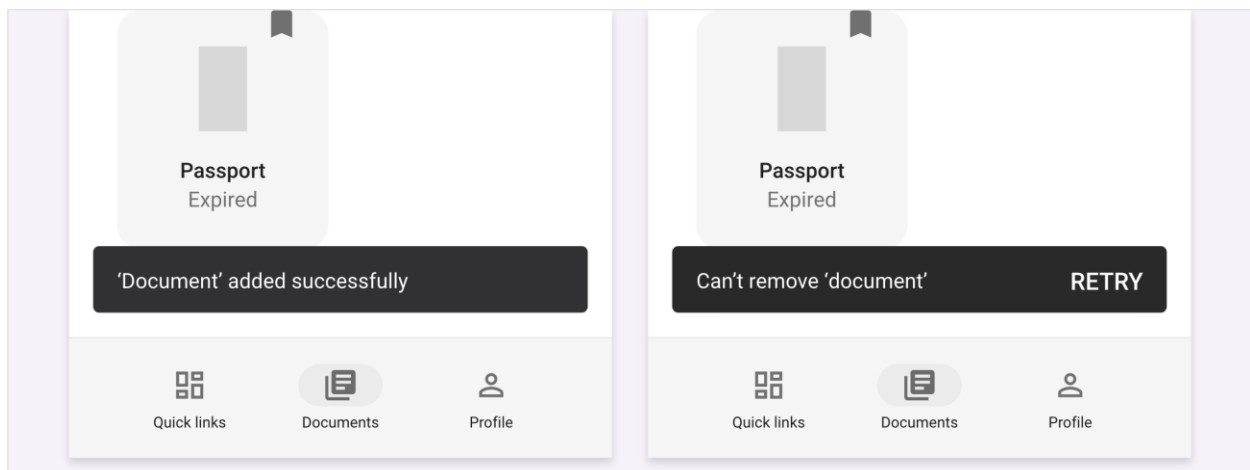 Passport
Expired
‘Document’ added successfully
Quick links
Documents
Profile
Passport
Expired
Can’t remove ‘document’
RETRY
Quick links
Documents
Profile